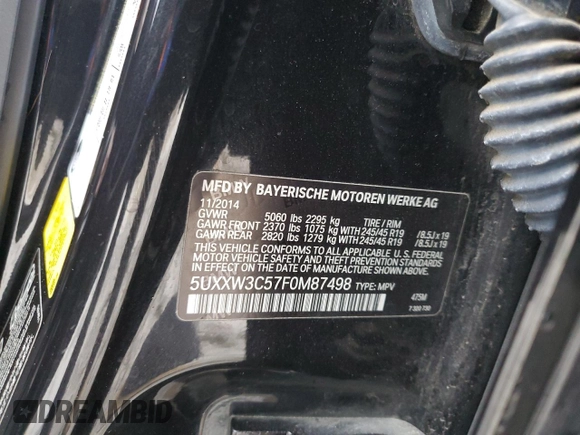 MFD BY BAYERISCHE MOTOREN WERKE AG
11/2014
GVWR 5060 lbs 2295 kg TIRE / RIM
GAWR FRONT 2370 lbs 1075 kg WITH 245/45 R19 /8.5J x 19
GAWR REAR 2820 lbs 1279 kg WITH 245/45 R19 /8.5J x 19
THIS VEHICLE CONFORMS TO ALL APPLICABLE U.S. FEDERAL
MOTOR VEHICLE SAFETY AND THEFT PREVENTION STANDARDS
IN EFFECT ON THE DATE OF MANUFACTURE SHOWN ABOVE.
5UXXW3C57F0M87498 TYPE: MPV
475M
DREAMBID